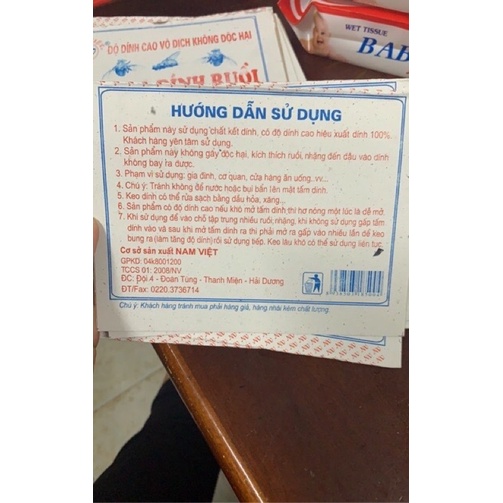 ĐỘ DÍNH CAO VÔ ĐỊCH KHÔNG ĐỘC HẠI
DÍNH RUỒI
WET TISSUE
BAB
HƯỚNG DẪN SỬ DỤNG
1. Sản phẩm này sử dụng chất kết dính, có độ dính cao hiệu xuất dính 100%.
Khách hàng yên tâm sử dụng.
2. Sản phẩm này không gây độc hại, kích thích ruồi, nhặng đến đậu vào dính
không bay ra được.
3. Phạm vi sử dụng: gia đình, cơ quan, cửa hàng ăn uống...vv...
4. Chú ý: Tránh không để nước hoặc bụi bẩn lên mặt tấm dính.
5. Keo dính có thể rửa sạch bằng dầu hỏa, xăng...
6. Sản phẩm có độ dính cao nếu khó mở tấm dính thì hơ nóng một lúc là dễ mở.
7. Khi sử dụng để vào chỗ tập trung nhiều ruồi, nhặng, khi không sử dụng gấp tấm
dính vào và sau khi mở tấm dính ra thì phải mở ra gấp vào nhiều lần để keo
bung ra (làm tăng độ dính) rồi sử dụng tiếp. Keo lâu khô có thể sử dụng liên tục.
Cơ sở sản xuất NAM VIỆT
GPKD: 04k8001200
TCCS 01: 2008/NV
ĐC: Đội 4 - Đoàn Tùng - Thanh Miện - Hải Dương
ĐT/Fax: 0220.3736714
Chú ý: Khách hàng tránh mua phải hàng giả, hàng nhái kém chất lượng.